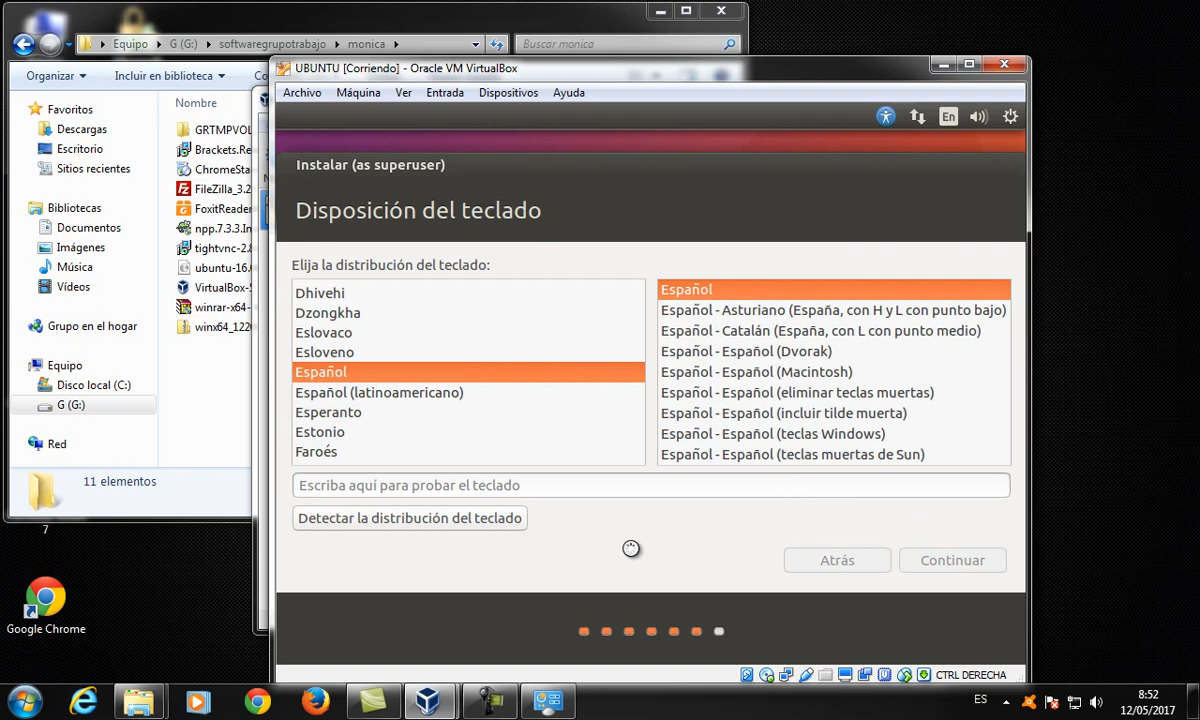 Equipo
G (G:)
softwaregrupotrabajo
monica
Buscar monica
Organizar
Incluir en biblioteca
Favoritos
Descargas
Escritorio
Sitios recientes
Bibliotecas
Documentos
Imágenes
Música
Vídeos
Grupo en el hogar
Equipo
Disco local (C:)
G (G:)
Red
Nombre
GRTMPVOL
Brackets.Re
ChromeSta
FileZilla_3.2
FoxitReader
npp.7.3.3.In
tightvnc-2.8
ubuntu-16.
VirtualBox-5
winrar-x64-
winx64_122
11 elementos
7
Google Chrome
UBUNTU [Corriendo] - Oracle VM VirtualBox
Archivo Máquina Ver Entrada Dispositivos Ayuda
En
Instalar (as superuser)
Disposición del teclado
Elija la distribución del teclado:
Dhivehi
Dzongkha
Eslovaco
Esloveno
Español
Español (latinoamericano)
Esperanto
Estonio
Faroés
Español
Español - Asturiano (España, con H y L con punto bajo)
Español - Catalán (España, con L con punto medio)
Español - Español (Dvorak)
Español - Español (Macintosh)
Español - Español (eliminar teclas muertas)
Español - Español (incluir tilde muerta)
Español - Español (teclas Windows)
Español - Español (teclas muertas de Sun)
Escriba aquí para probar el teclado
Detectar la distribución del teclado
Atrás
Continuar
CTRL DERECHA
ES
8:52
12/05/2017